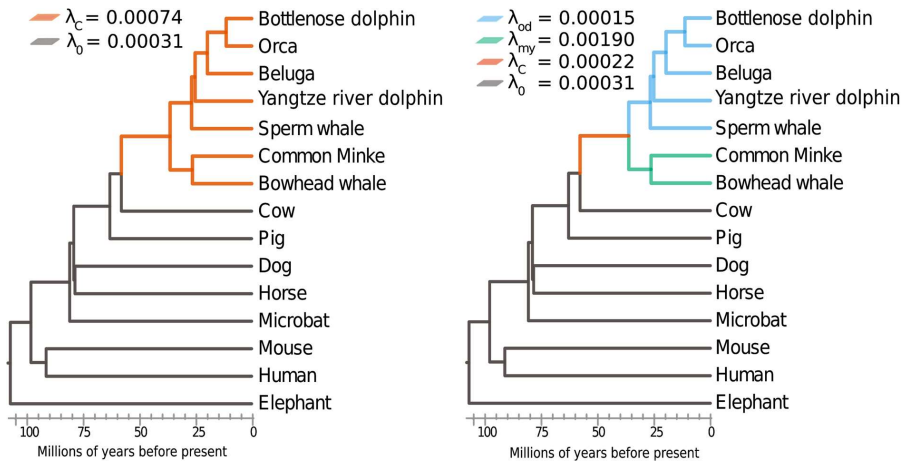 λC = 0.00074
λ0 = 0.00031
Bottlenose dolphin
Orca
Beluga
Yangtze river dolphin
Sperm whale
Common Minke
Bowhead whale
Cow
Pig
Dog
Horse
Microbat
Mouse
Human
Elephant
100 75 50 25 0
Millions of years before present
λod = 0.00015
λmy = 0.00190
λC = 0.00022
λ0 = 0.00031
Bottlenose dolphin
Orca
Beluga
Yangtze river dolphin
Sperm whale
Common Minke
Bowhead whale
Cow
Pig
Dog
Horse
Microbat
Mouse
Human
Elephant
100 75 50 25 0
Millions of years before present